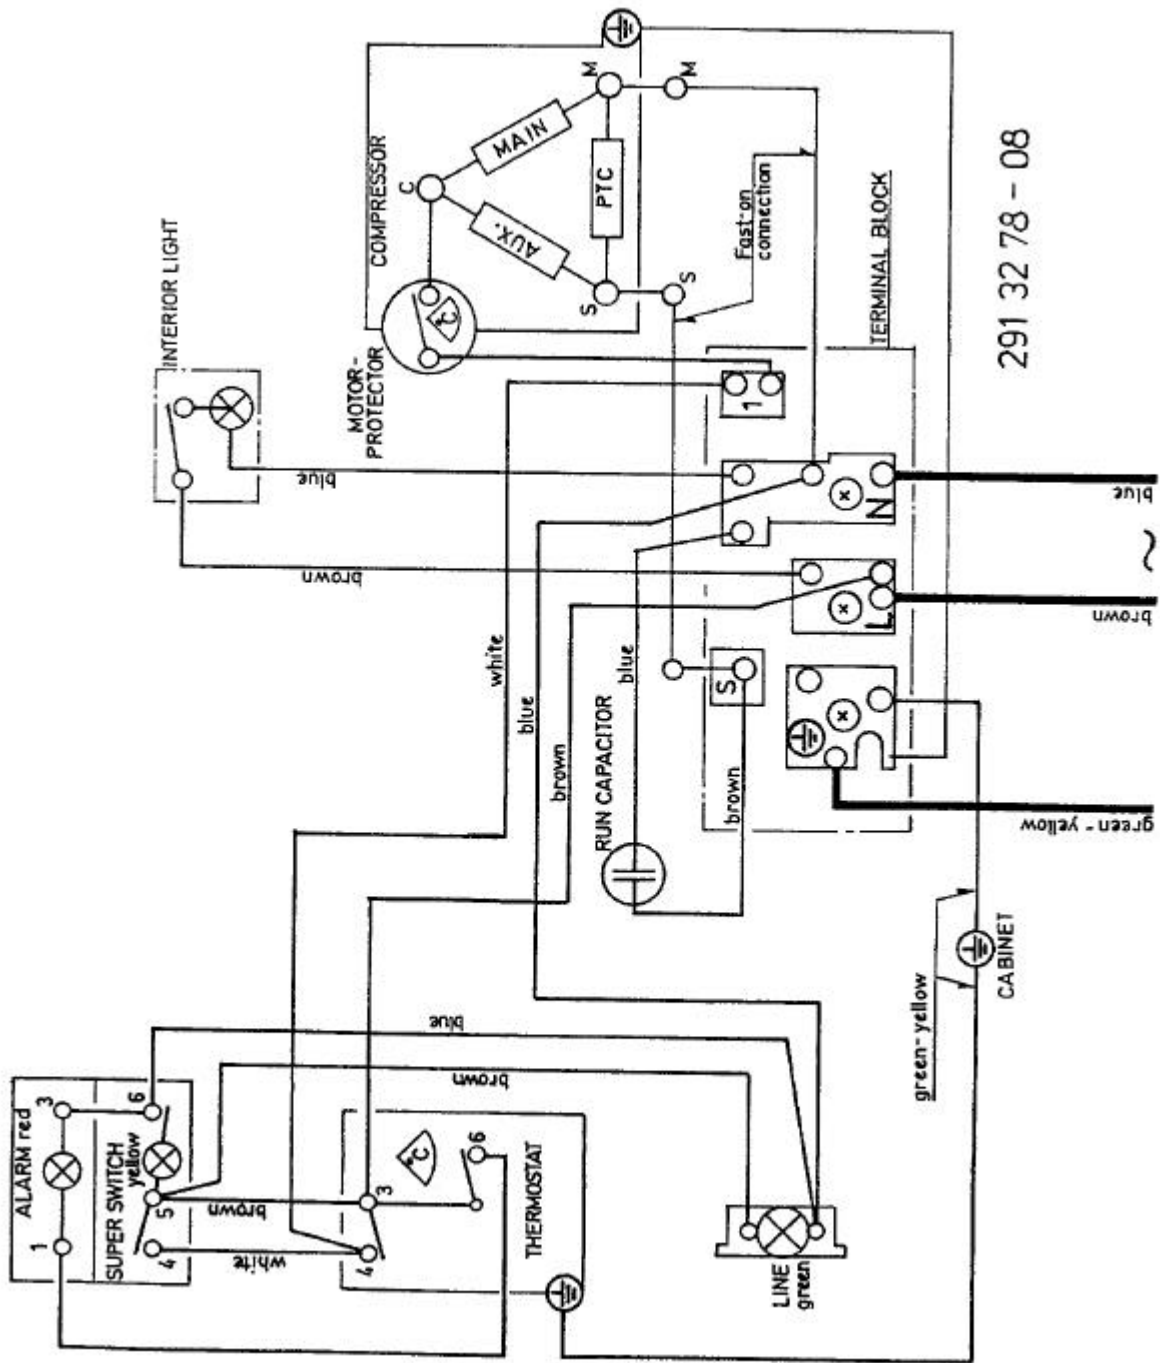 INTERIOR LIGHT
COMPRESSOR
MOTOR-
PROTECTOR
°C
C
MAIN
AUX.
PTC
M
M
S
S
Fast-on
connection
TERMINAL BLOCK
291 32 78 - 08
1
N
L
S
blue
brown
white
blue
brown
blue
brown
RUN CAPACITOR
blue
~
brown
green-yellow
green-yellow
CABINET
ALARM red
1
3
SUPER SWITCH
yellow
4
5
6
blue
brown
brown
white
THERMOSTAT
°C
3
4
6
LINE
green